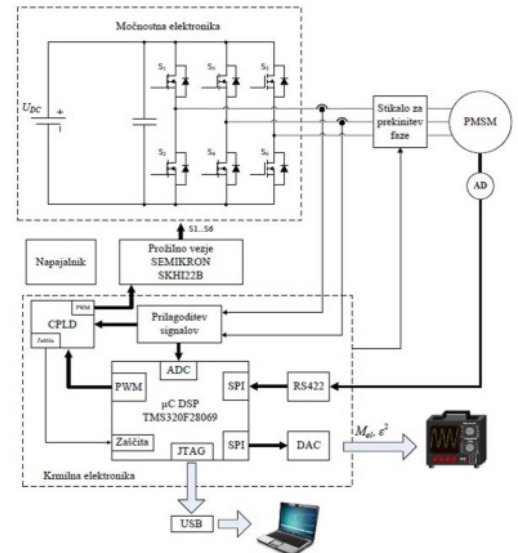 Močnostna elektronika
S1
S3
S5
UDC
+
Stikalo za
prekinitev
faze
PMSM
S2
S4
S6
AD
S1...S6
Napajalnik
Prožilno vezje
SEMIKRON
SKHI22B
PWM
CPLD
Zaščita
Prilagoditev
signalov
ADC
PWM
SPI
RS422
µC DSP
TMS320F28069
Mel, ε²
Zaščita
SPI
DAC
JTAG
Krmilna elektronika
USB